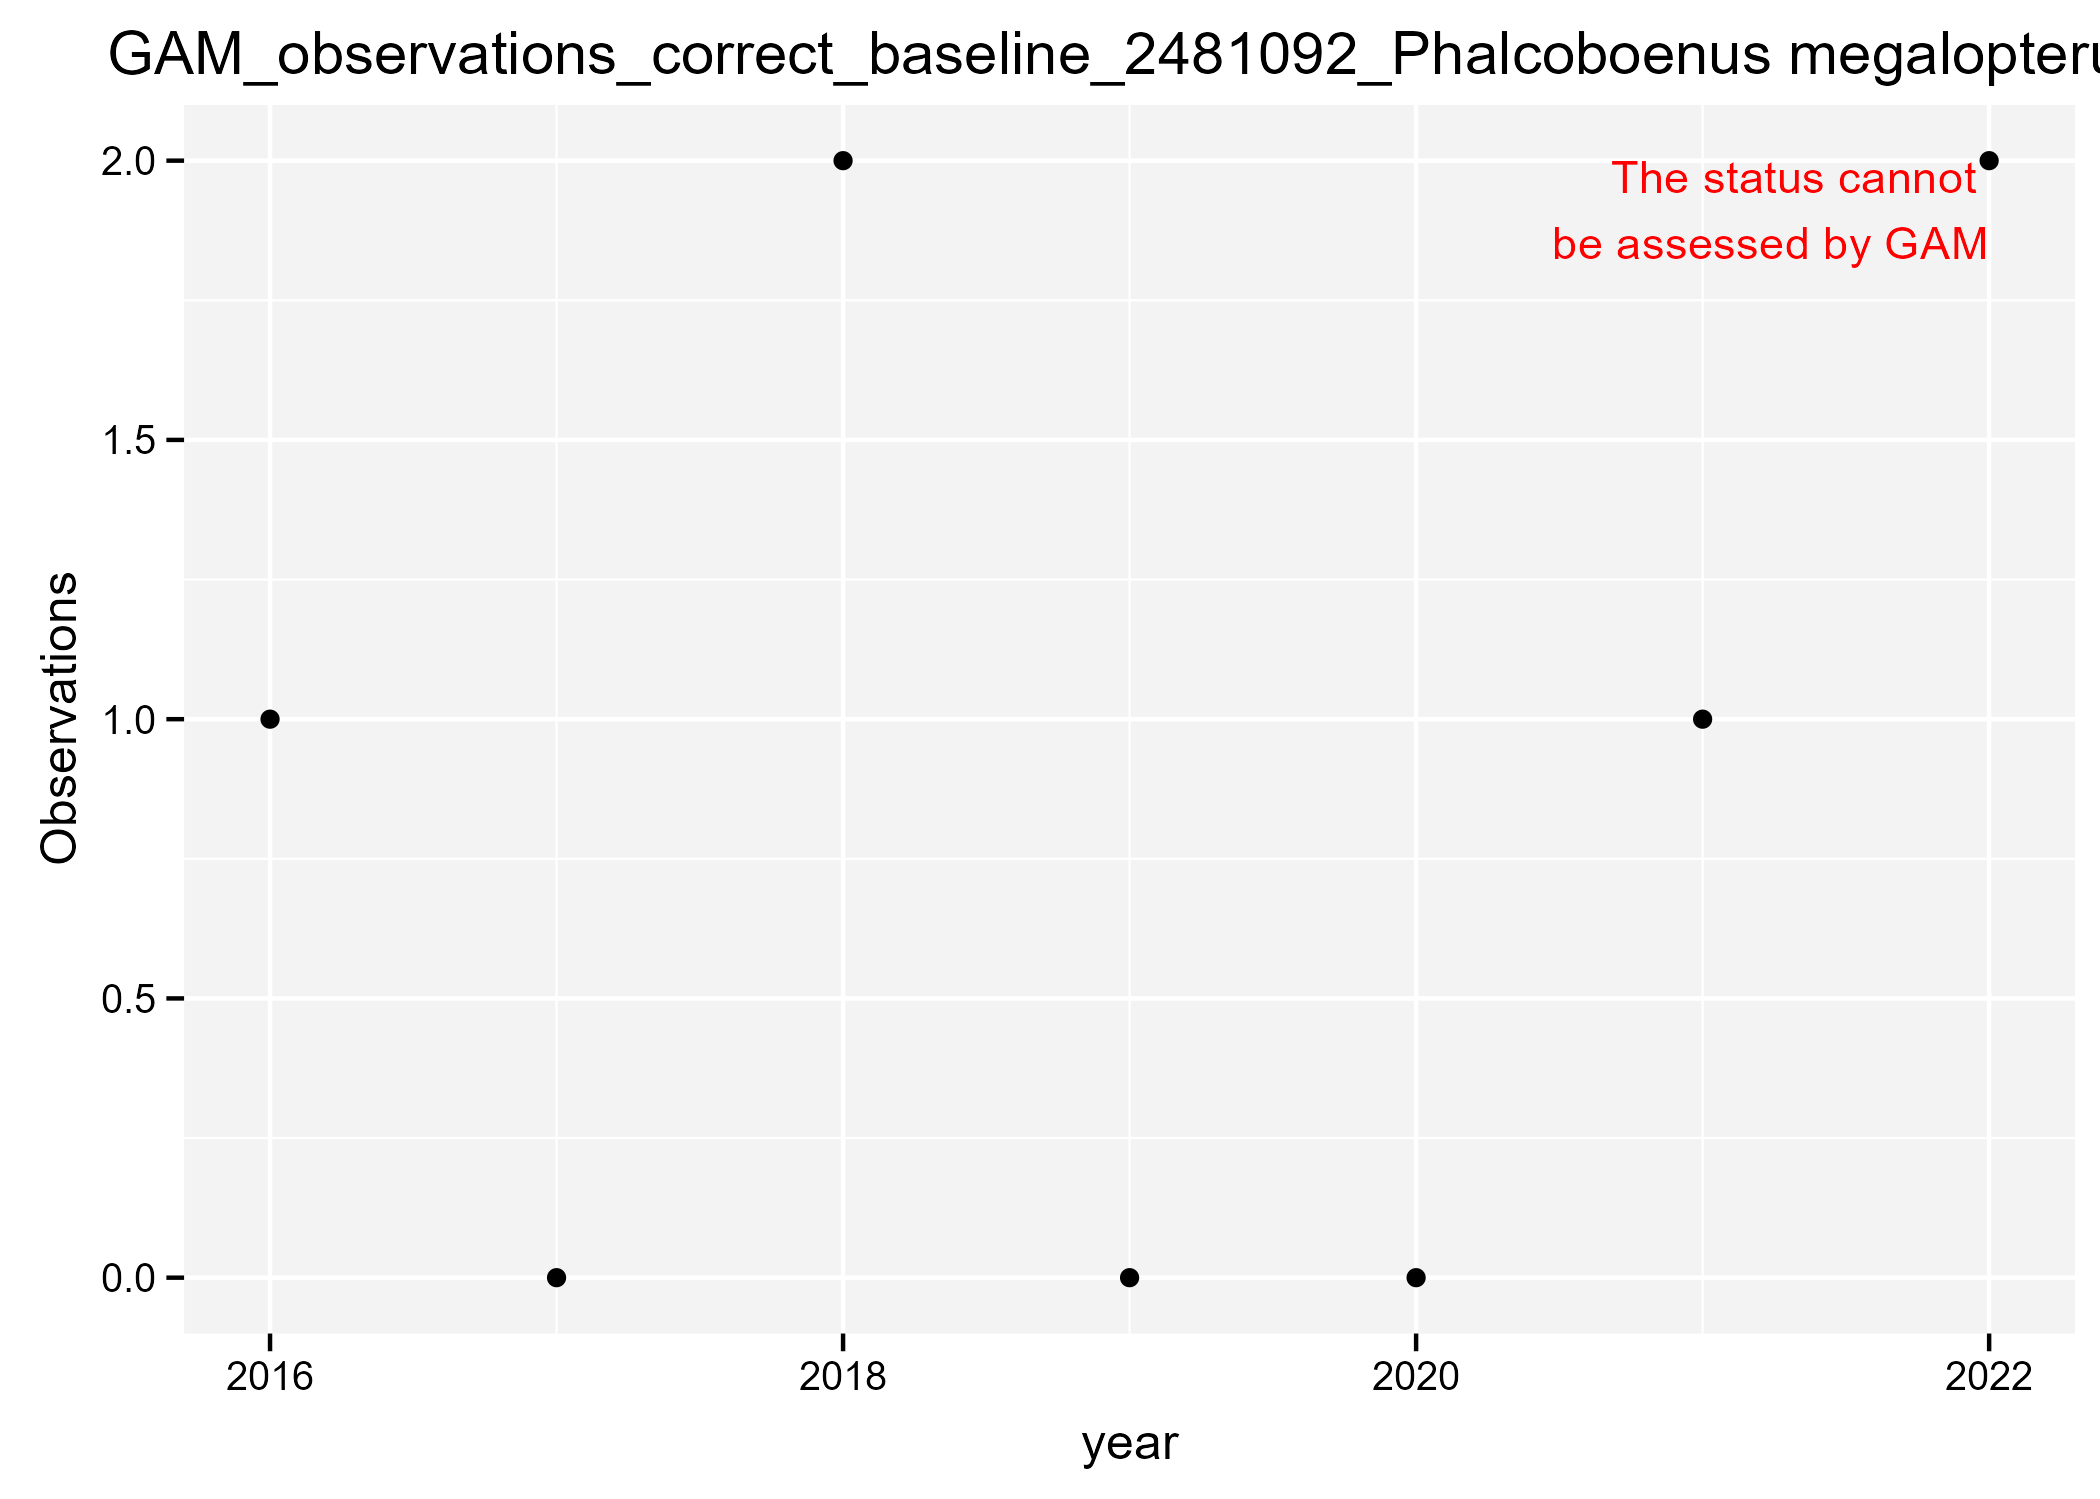 GAM_observations_correct_baseline_2481092_Phalcoboenus megalopteru
2.0
The status cannot
be assessed by GAM
1.5
Observations
1.0
0.5
0.0
2016 2018 2020 2022
year